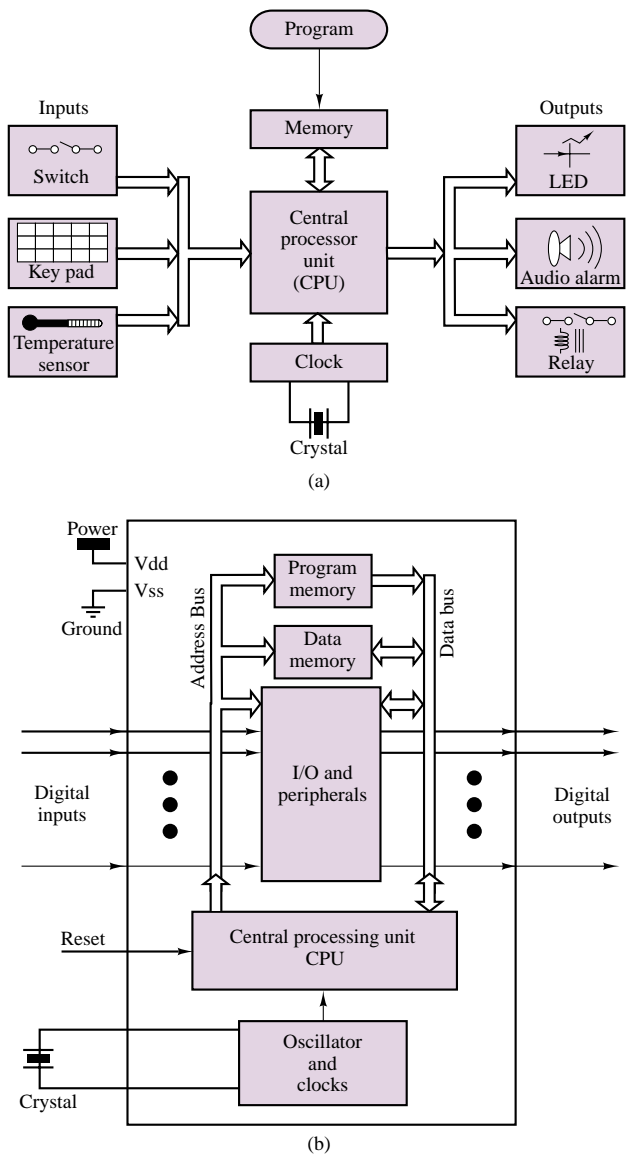 Program
Inputs
Outputs
Memory
Switch
LED
Central
processor
unit
(CPU)
Key pad
Audio alarm
Temperature
sensor
Clock
Relay
Crystal
(a)
Power
Vdd
Vss
Ground
Address Bus
Program
memory
Data
memory
Data bus
I/O and
peripherals
Digital
inputs
Digital
outputs
Reset
Central processing unit
CPU
Oscillator
and
clocks
Crystal
(b)